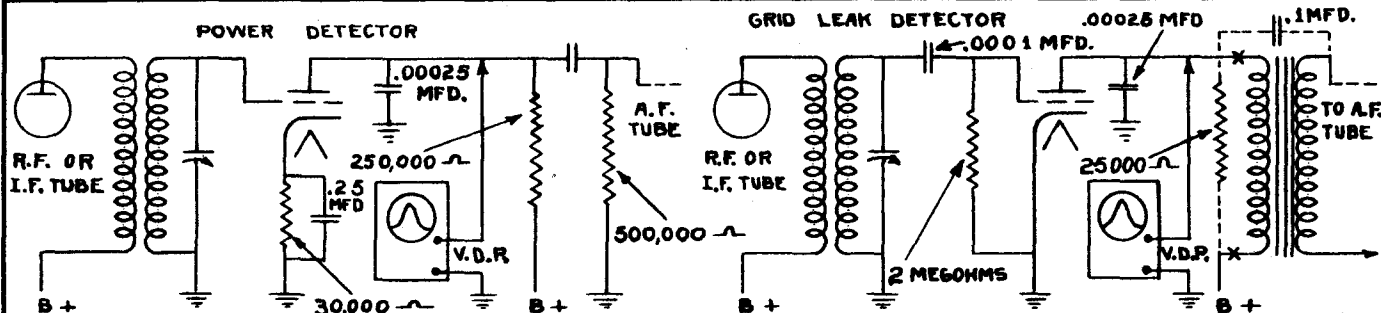 POWER DETECTOR
.00025
MFD.
R.F. OR
I.F. TUBE
.25
MFD
250,000 Ω
A.F.
TUBE
V.D.P.
500,000 Ω
30,000 Ω
B +
B +
GRID LEAK DETECTOR
.00025 MFD
.1MFD.
.0001 MFD.
R.F. OR
I.F. TUBE
25000 Ω
TO A.F.
TUBE
V.D.P.
2 MEGOHMS
B +
B +